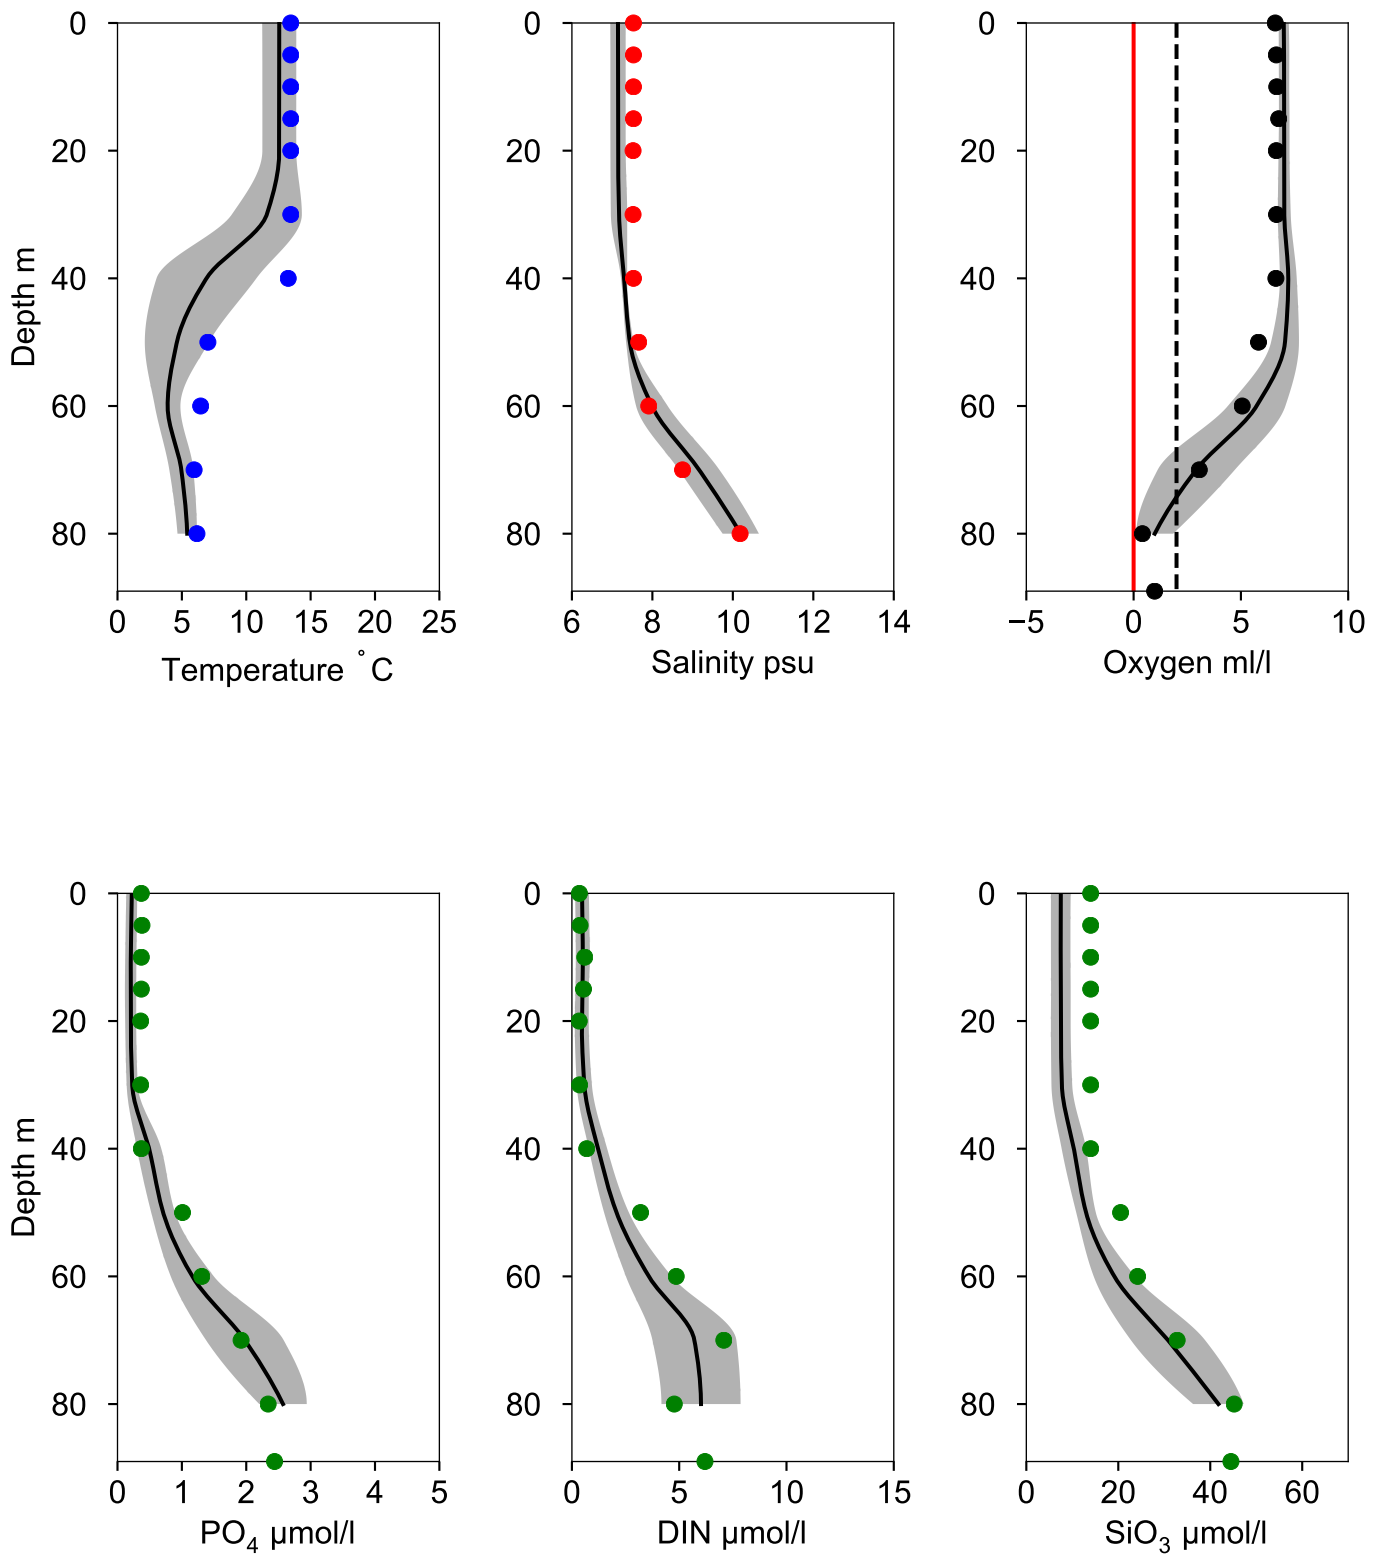 0
20
40
60
80
Depth m
0 5 10 15 20 25
Temperature °C
0
20
40
60
80
6 8 10 12 14
Salinity psu
0
20
40
60
80
−5 0 5 10
Oxygen ml/l
0
20
40
60
80
Depth m
0 1 2 3 4 5
PO₄ µmol/l
0
20
40
60
80
0 5 10 15
DIN µmol/l
0
20
40
60
80
0 20 40 60
SiO₃ µmol/l